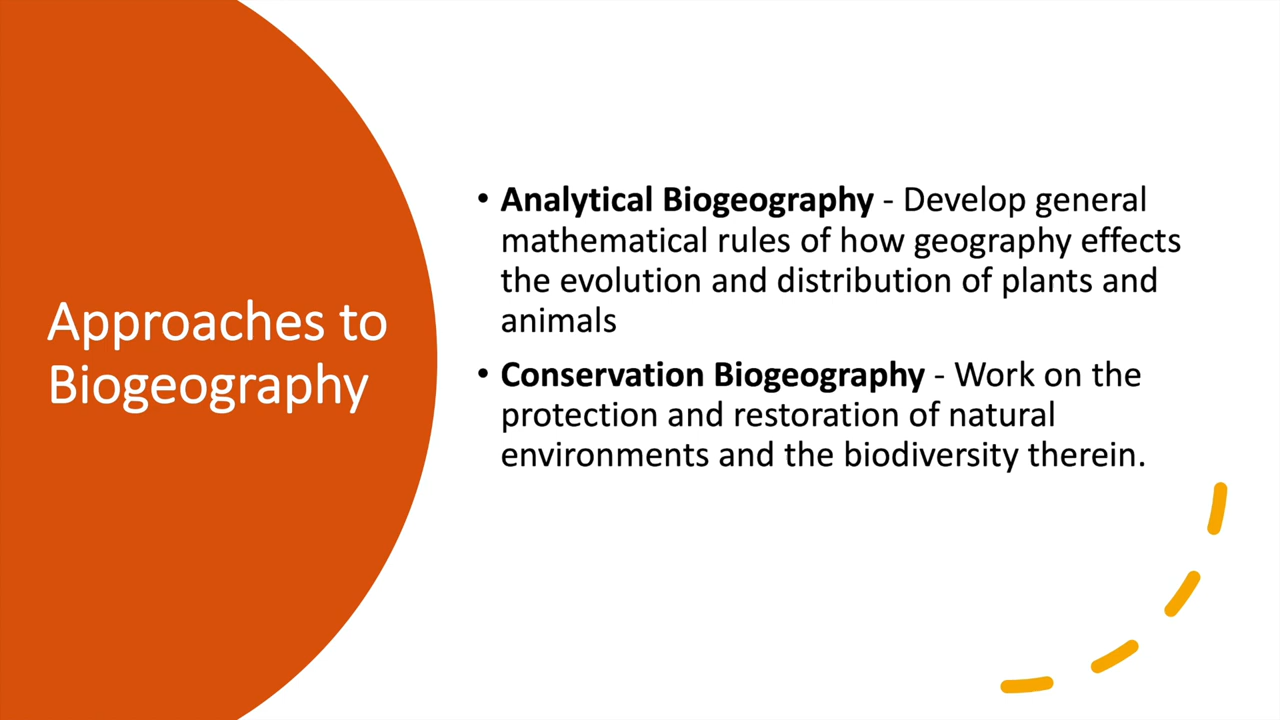 Approaches to
Biogeography
• Analytical Biogeography - Develop general
mathematical rules of how geography effects
the evolution and distribution of plants and
animals
• Conservation Biogeography - Work on the
protection and restoration of natural
environments and the biodiversity therein.